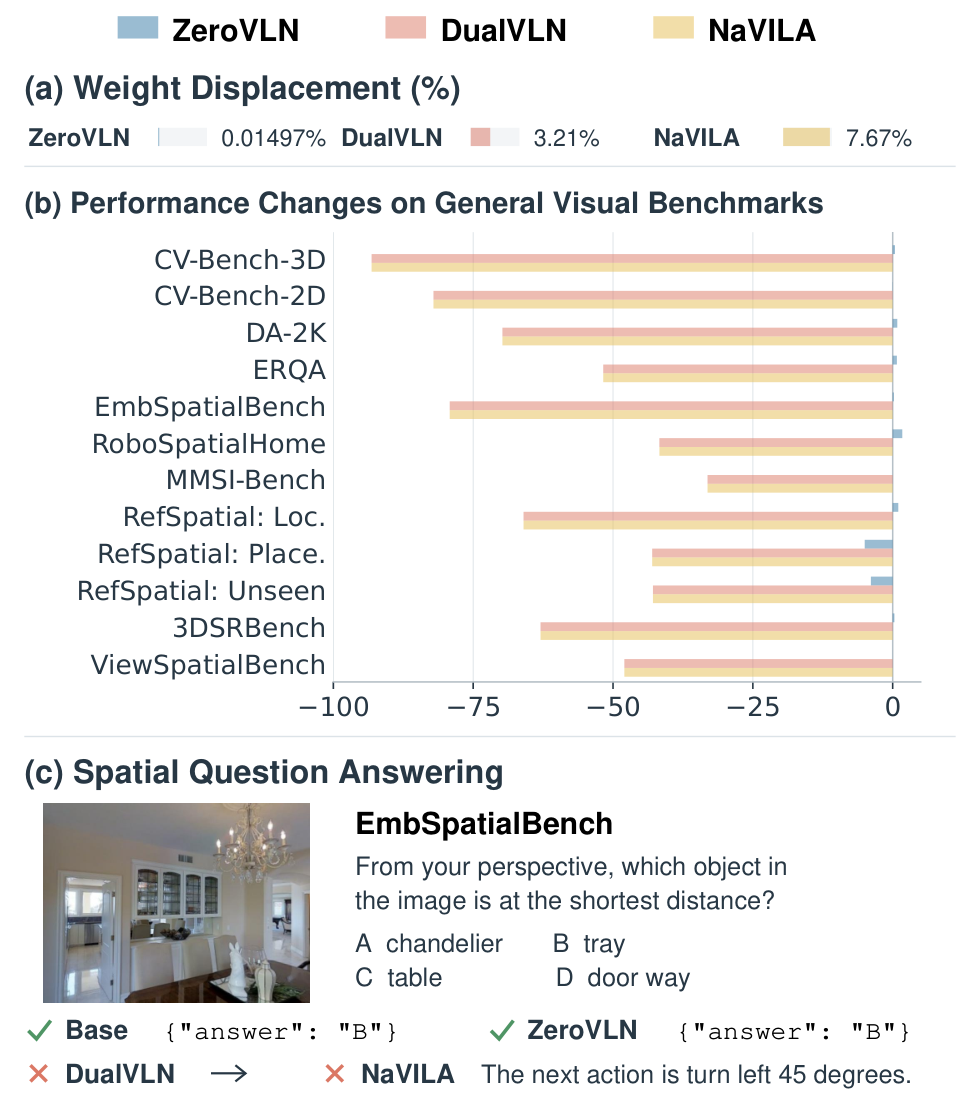 ZeroVLN DualVLN NaVILA
(a) Weight Displacement (%)
ZeroVLN 0.01497% DualVLN 3.21% NaVILA 7.67%
(b) Performance Changes on General Visual Benchmarks
CV-Bench-3D
CV-Bench-2D
DA-2K
ERQA
EmbSpatialBench
RoboSpatialHome
MMSI-Bench
RefSpatial: Loc.
RefSpatial: Place.
RefSpatial: Unseen
3DSRBench
ViewSpatialBench
−100 −75 −50 −25 0
(c) Spatial Question Answering
EmbSpatialBench
From your perspective, which object in
the image is at the shortest distance?
A chandelier B tray
C table D door way
✓ Base {"answer": "B"} ✓ ZeroVLN {"answer": "B"}
✕ DualVLN → ✕ NaVILA The next action is turn left 45 degrees.